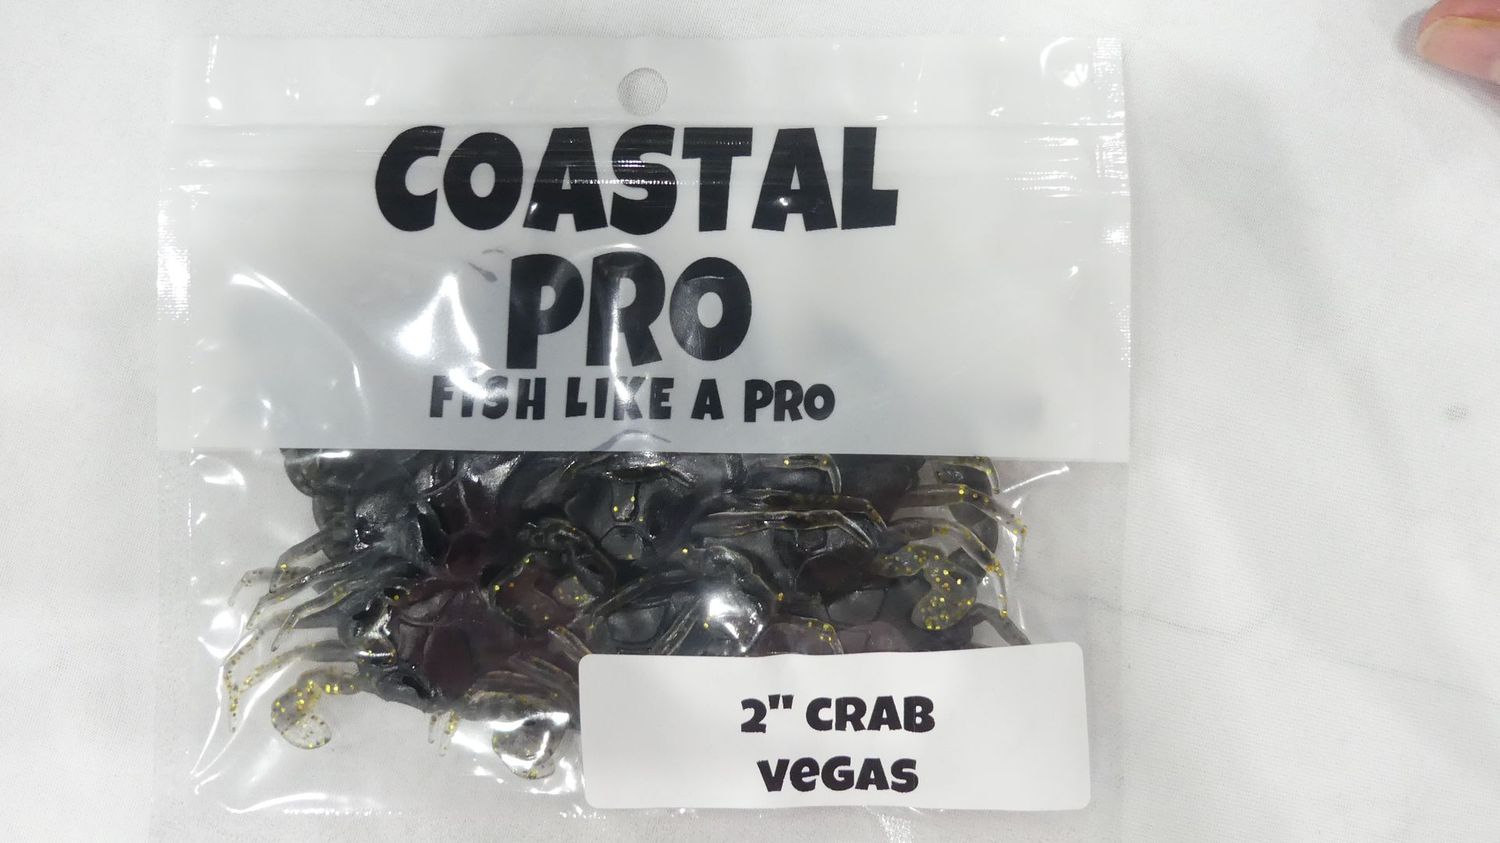 COASTAL
PRO
FISH LIKE A PRO
2" CRAB
VEGAS